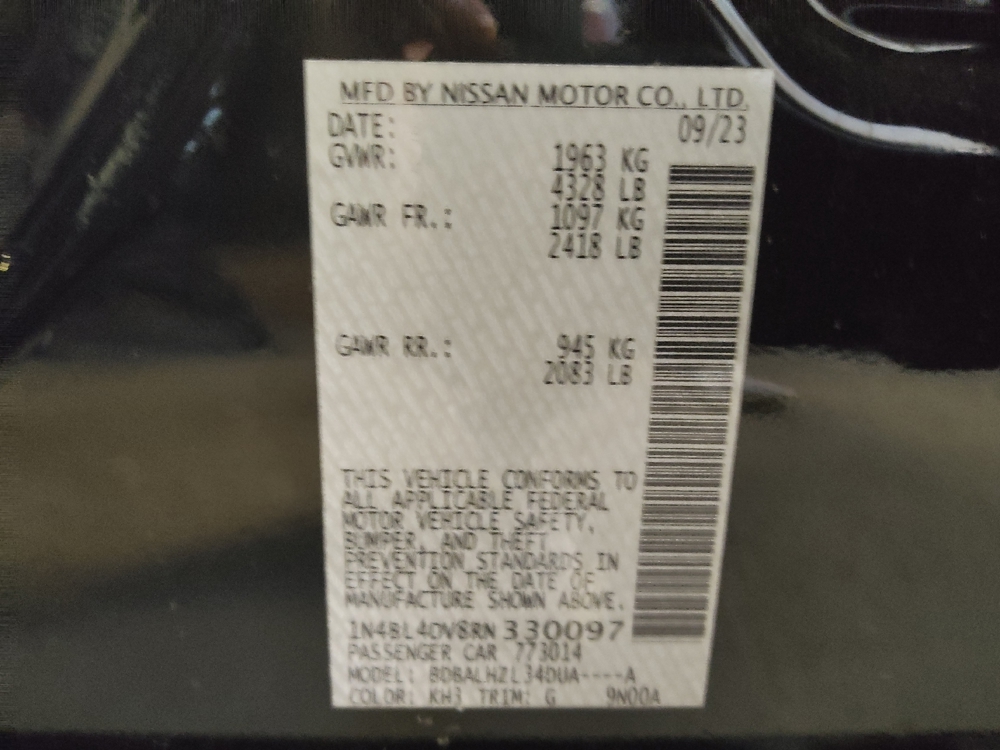 MFD BY NISSAN MOTOR CO., LTD.
DATE: 09/23
GVWR: 1963 KG
4328 LB
GAWR FR.: 1097 KG
2418 LB
GAWR RR.: 945 KG
2083 LB
THIS VEHICLE CONFORMS TO
ALL APPLICABLE FEDERAL
MOTOR VEHICLE SAFETY,
BUMPER, AND THEFT
PREVENTION STANDARDS IN
EFFECT ON THE DATE OF
MANUFACTURE SHOWN ABOVE.
1N4BL4DV8RN 330097
PASSENGER CAR 773014
MODEL: BDBALHZL34DUA----A
COLOR: KH3 TRIM: G 9N00A